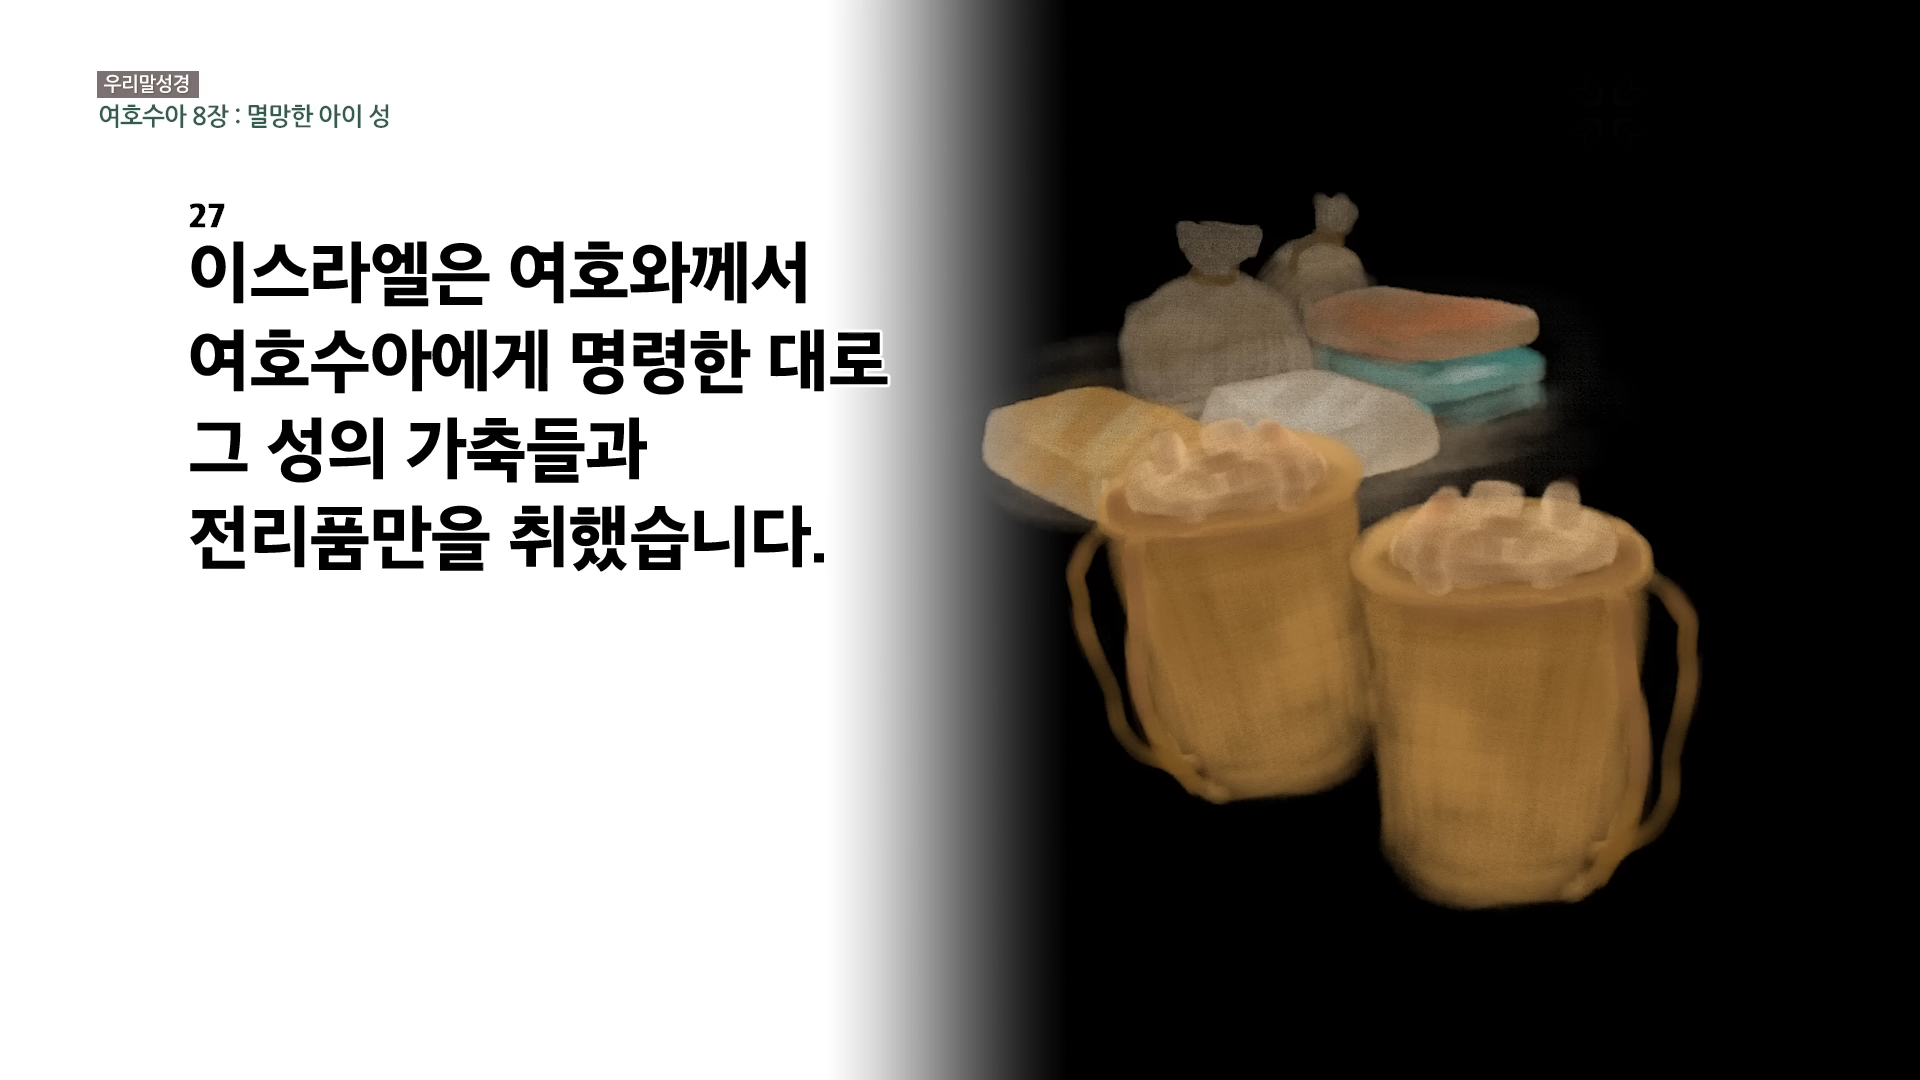 우리말성경
여호수아 8장 : 멸망한 아이 성
27
이스라엘은 여호와께서
여호수아에게 명령한 대로
그 성의 가축들과
전리품만을 취했습니다.